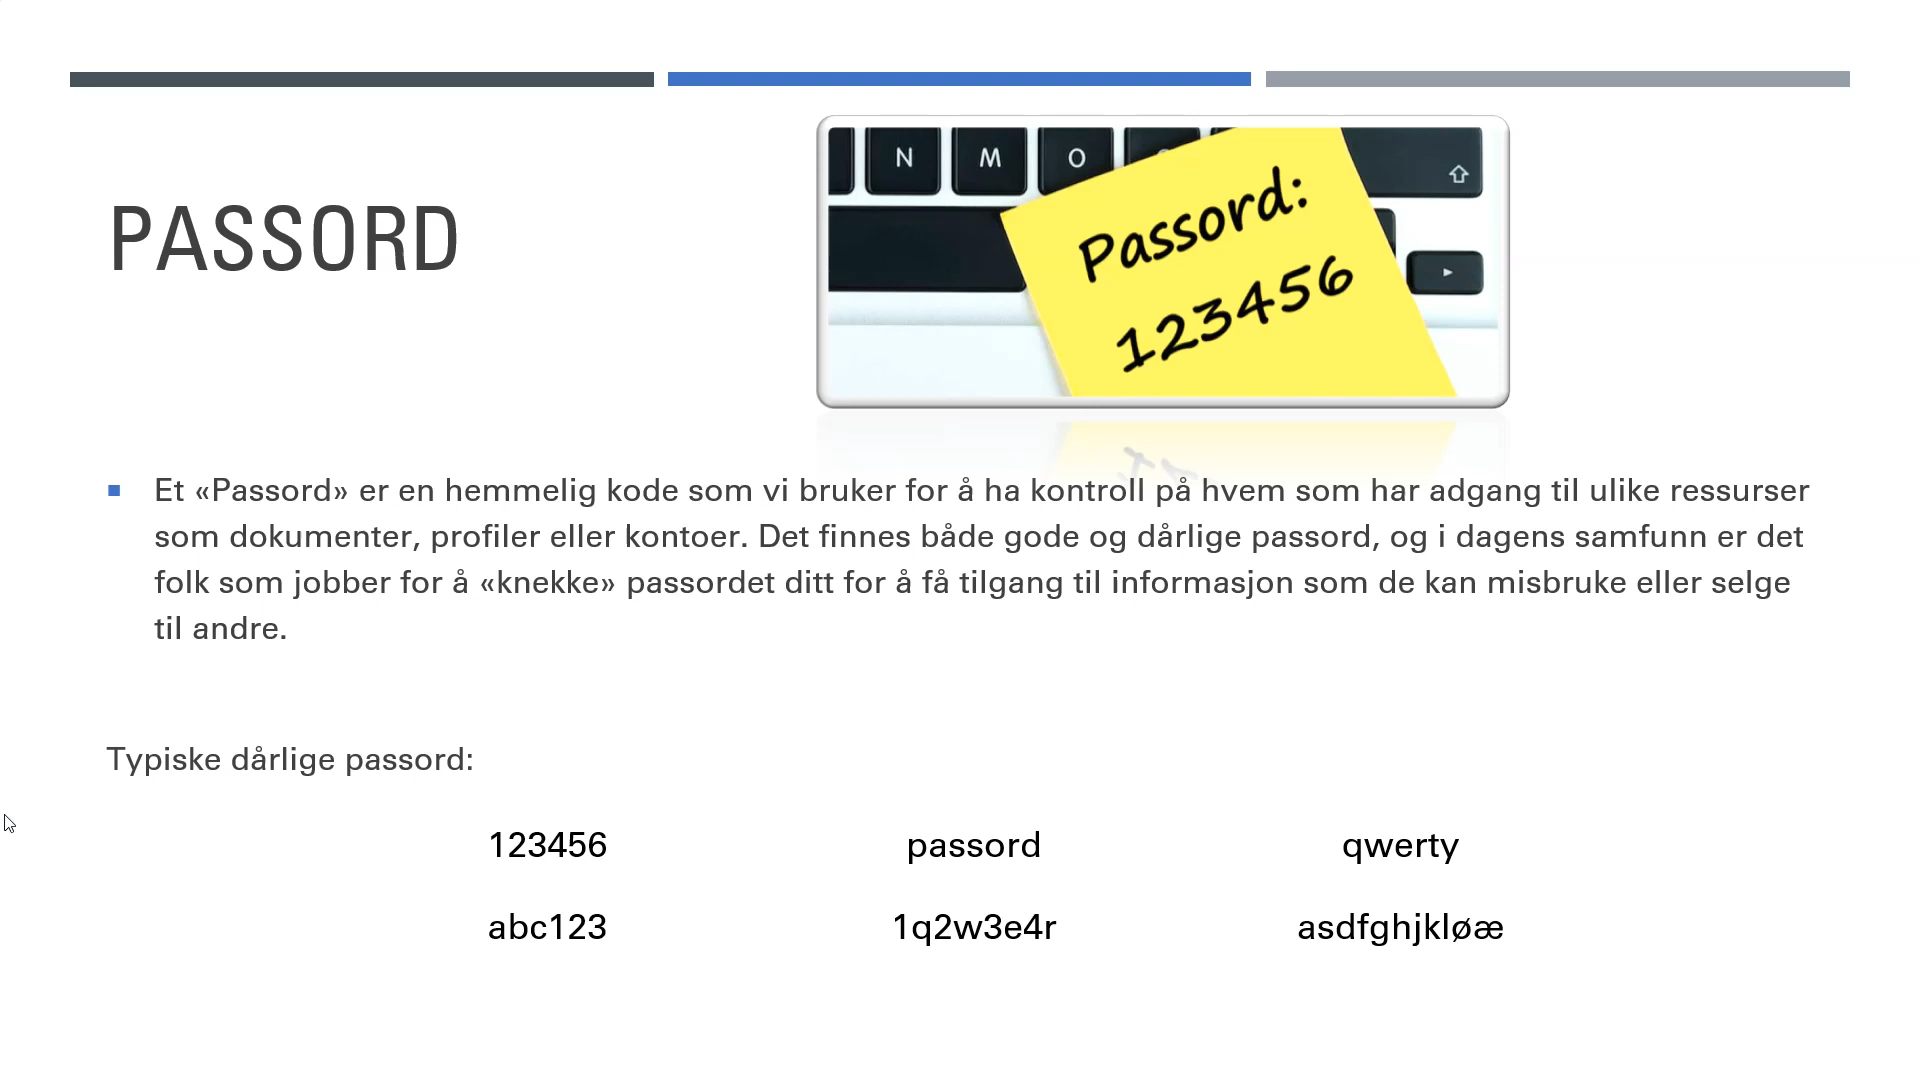 N M O
Passord:
123456
PASSORD
Et «Passord» er en hemmelig kode som vi bruker for å ha kontroll på hvem som har adgang til ulike ressurser
som dokumenter, profiler eller kontoer. Det finnes både gode og dårlige passord, og i dagens samfunn er det
folk som jobber for å «knekke» passordet ditt for å få tilgang til informasjon som de kan misbruke eller selge
til andre.
Typiske dårlige passord:
123456 passord qwerty
abc123 1q2w3e4r asdfghjkløæ